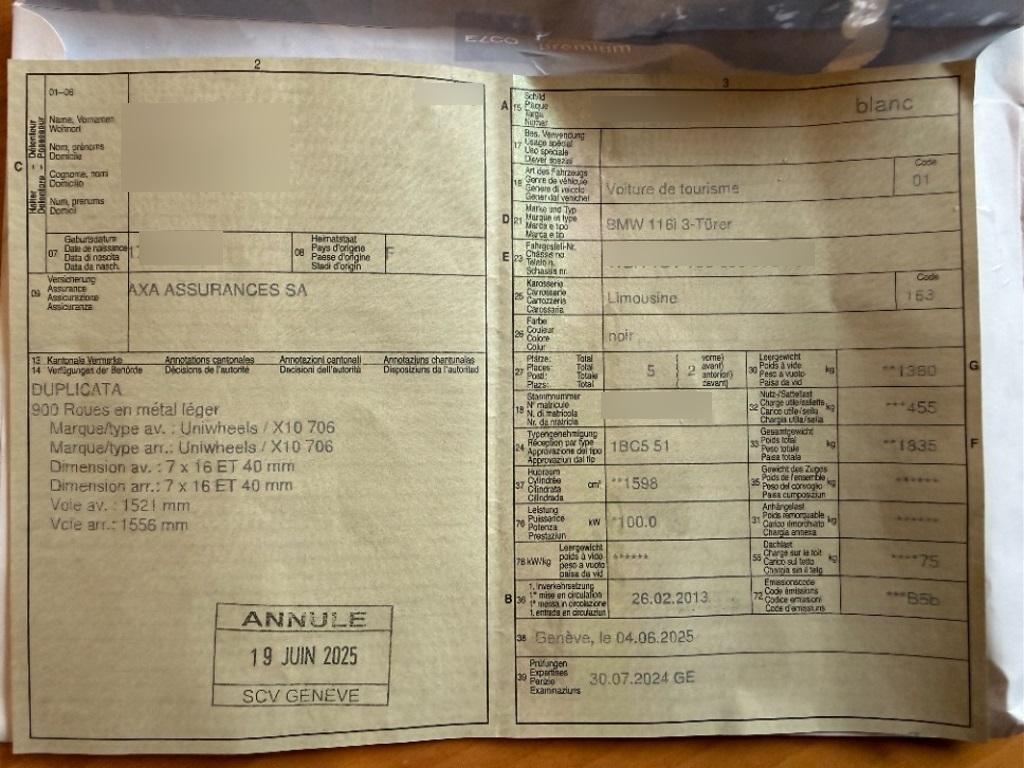 ELCO premium
2
01–06
C
Halter Detentore
Détenteur Possessur
Name, Vornamen
Wohnort
Nom, prénoms
Domicile
Cognome, nomi
Domicilio
Num, prenums
Domicil
07 Geburtsdatum
Date de naissance
Data di nascita
Data da nasch.
08 Heimatstaat
Pays d'origine
Paese d'origine
Stadi d'origin
F
09 Versicherung
Assurance
Assicurazione
Assicuranza
AXA ASSURANCES SA
13 Kantonale Vermerke Annotations cantonales Annotazioni cantonali Annotaziuns chantunalas
14 Verfügungen der Behörde Décisions de l'autorité Decisioni dell'autorità Disposiziuns da l'autoritad
DUPLICATA
900 Roues en métal léger
Marque/type av. : Uniwheels / X10 706
Marque/type arr.: Uniwheels / X10 706
Dimension av. : 7 x 16 ET 40 mm
Dimension arr.: 7 x 16 ET 40 mm
Voie av. : 1521 mm
Voie arr. : 1556 mm
ANNULE
19 JUIN 2025
SCV GENEVE
3
A 15 Schild
Plaque
Targa
Numer
blanc
17 Bes. Verwendung
Usage spécial
Uso speciale
Diever spezial
18 Art des Fahrzeugs
Genre de véhicule
Genere di veicolo
Gener dal vehichel
Voiture de tourisme
Code
01
D 21 Marke und Typ
Marque et type
Marca e tipo
Marca e tip
BMW 116i 3-Türer
E 23 Fahrgestell-Nr.
Châssis no
Telaio n.
Schassis nr.
25 Karosserie
Carrosserie
Carrozzeria
Carossaria
Limousine
Code
153
26 Farbe
Couleur
Colore
Colur
noir
27 Plätze: Total
Places: Total
Posti: Totale
Plazs: Total
5 ( 2 vorne)
avant)
anteriori)
davant)
30 Leergewicht
Poids à vide
Peso a vuoto
Paisa da vid
kg
**1380
G
18 Stammnummer
N° matricule
N. di matricola
Nr. da matricla
32 Nutz-/Sattellast
Charge utile/sellette
Carico utile/sella
Chargia utila/sella
kg
***455
24 Typengenehmigung
Réception par type
Approvazione del tipo
Approvaziun dal tip
1BC5 51
33 Gesamtgewicht
Poids total
Peso totale
Paisa totala
kg
**1835
F
37 Hubraum
Cylindrée
Cilindrata
Cilindrada
cm³
**1598
35 Gewicht des Zuges
Poids de l'ensemble
Peso del convoglio
Paisa cumposiziun
kg
******
76 Leistung
Puissance
Potenza
Prestaziun
kW
*100.0
31 Anhängelast
Poids remorquable
Carico rimorchiato
Chargia annexa
kg
******
78 kW/kg Leergewicht
poids à vide
peso a vuoto
paisa da vid
******
55 Dachlast
Charge sur le toit
Carico sul tetto
Chargia sin il tetg
kg
****75
B 36 1. Inverkehrsetzung
1re mise en circulation
1a messa in circolazione
1. entrada en circulaziun
26.02.2013
72 Emissionscode
Code émissions
Codice emissioni
Code d'emissiuns
***B5b
38 Genève, le 04.06.2025
39 Prüfungen
Expertises
Perizie
Examinaziuns
30.07.2024 GE